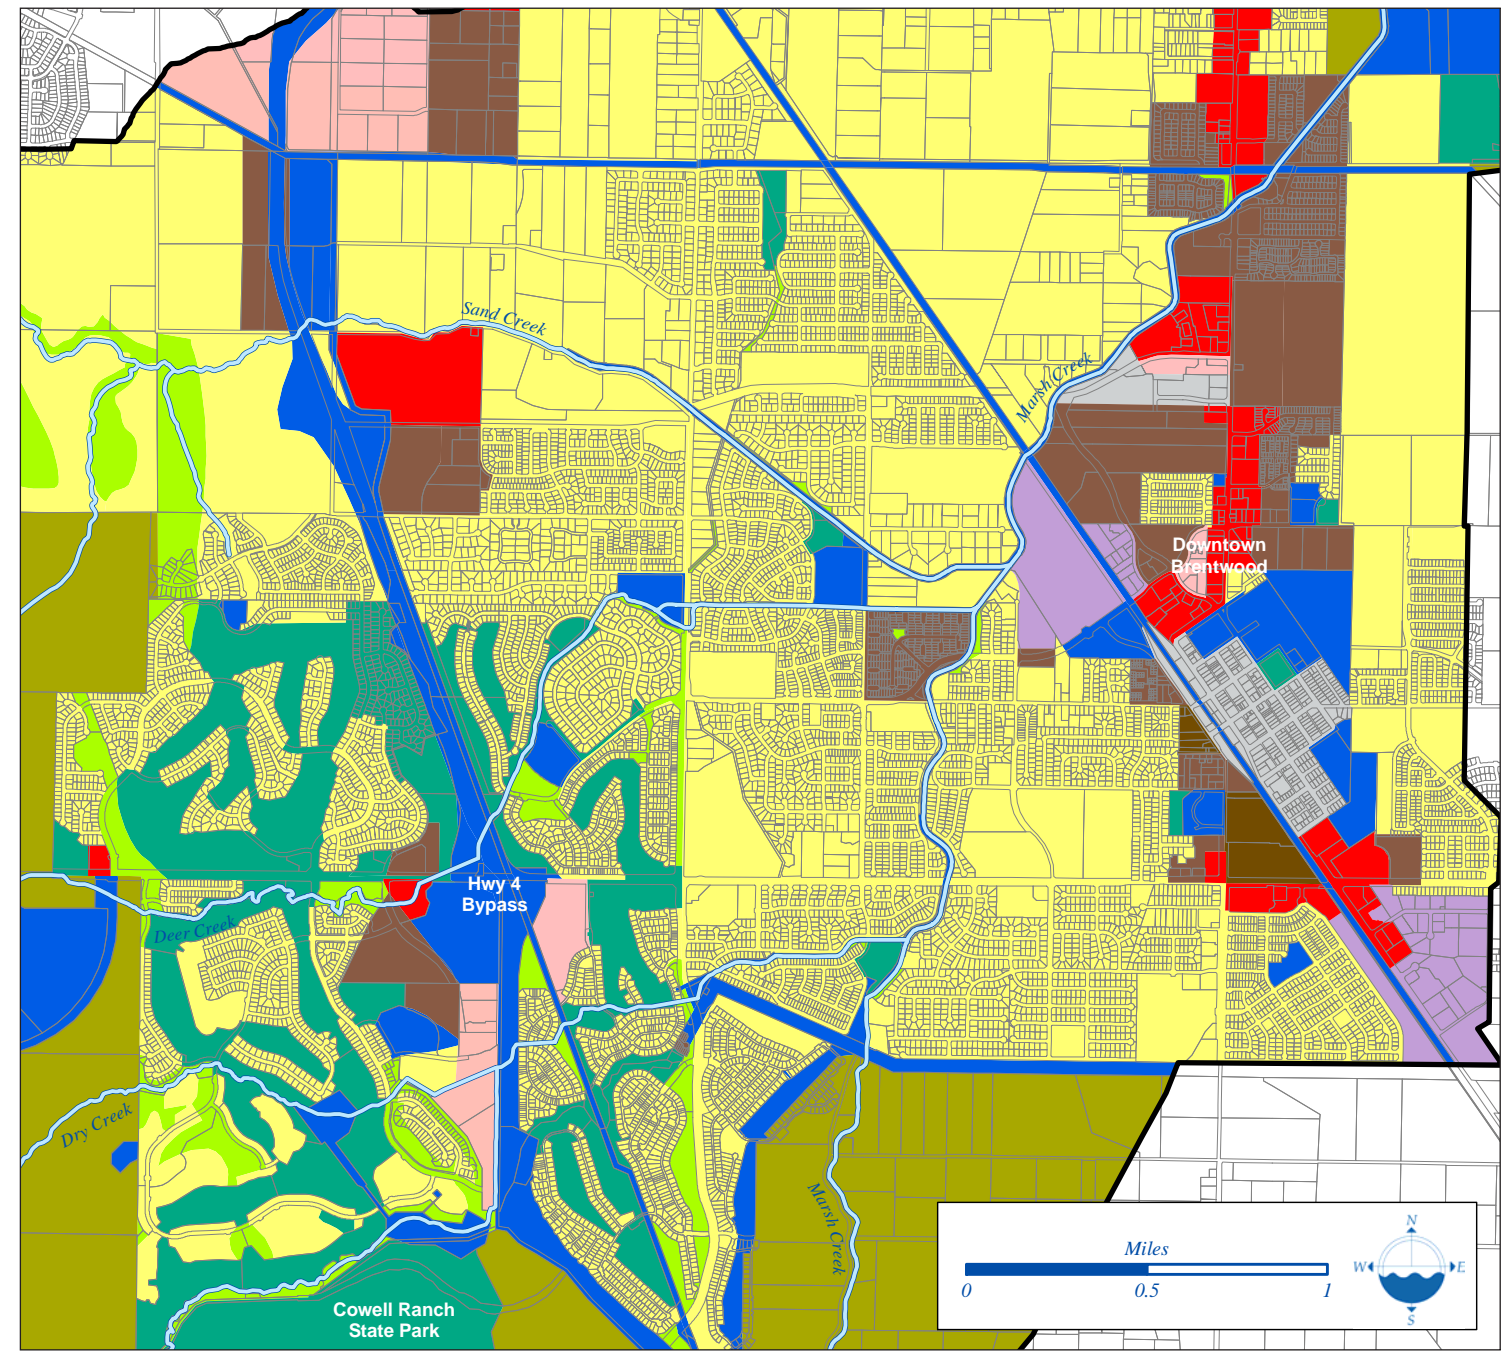 Sand Creek
Marsh Creek
Downtown
Brentwood
Hwy 4
Bypass
Deer Creek
Dry Creek
Marsh Creek
Cowell Ranch
State Park
Miles
0 0.5 1
N
W E
S